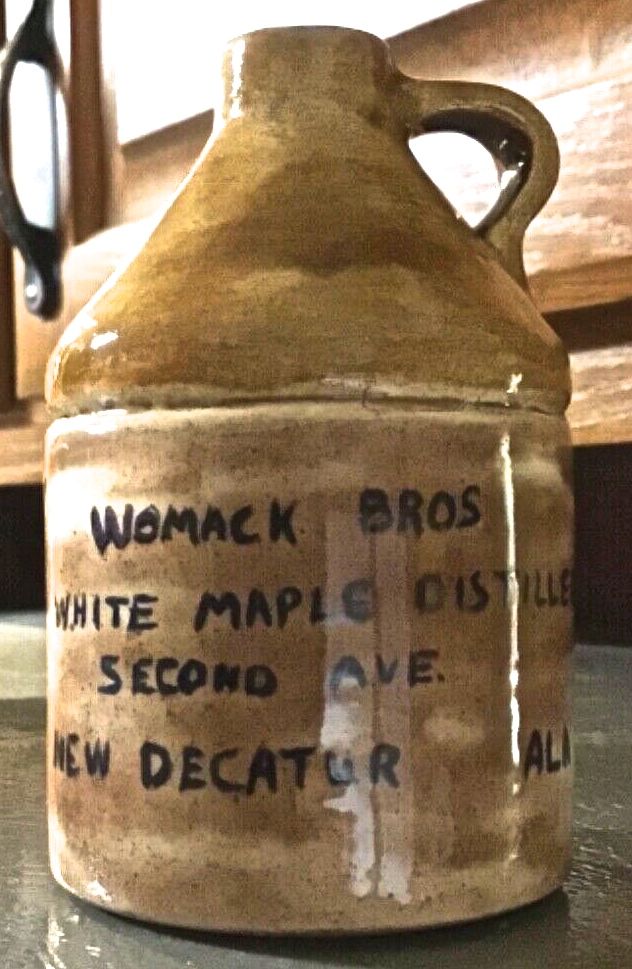 WOMACK BROS
WHITE MAPLE DISTILLE
SECOND AVE.
NEW DECATUR ALA